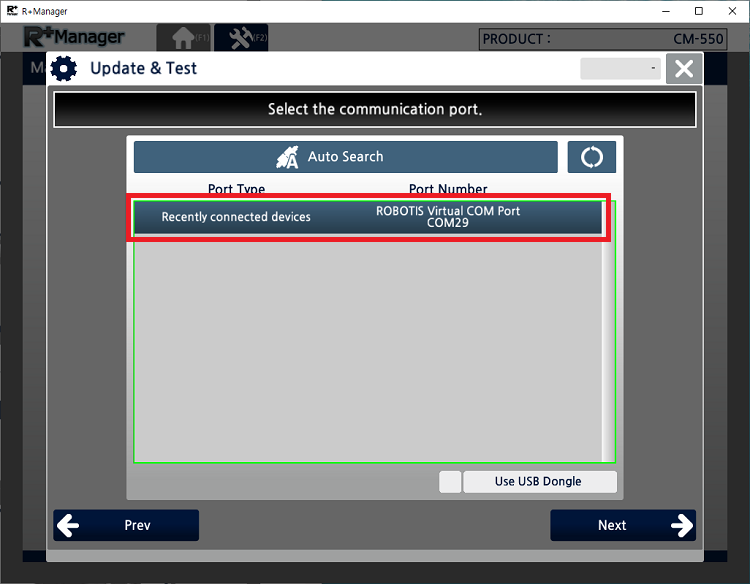 R+Manager
R+Manager
(F1)
(F2)
PRODUCT :
CM-550
M
Update & Test
-
Select the communication port.
Auto Search
Port Type
Port Number
Recently connected devices
ROBOTIS Virtual COM Port
COM29
Use USB Dongle
Prev
Next